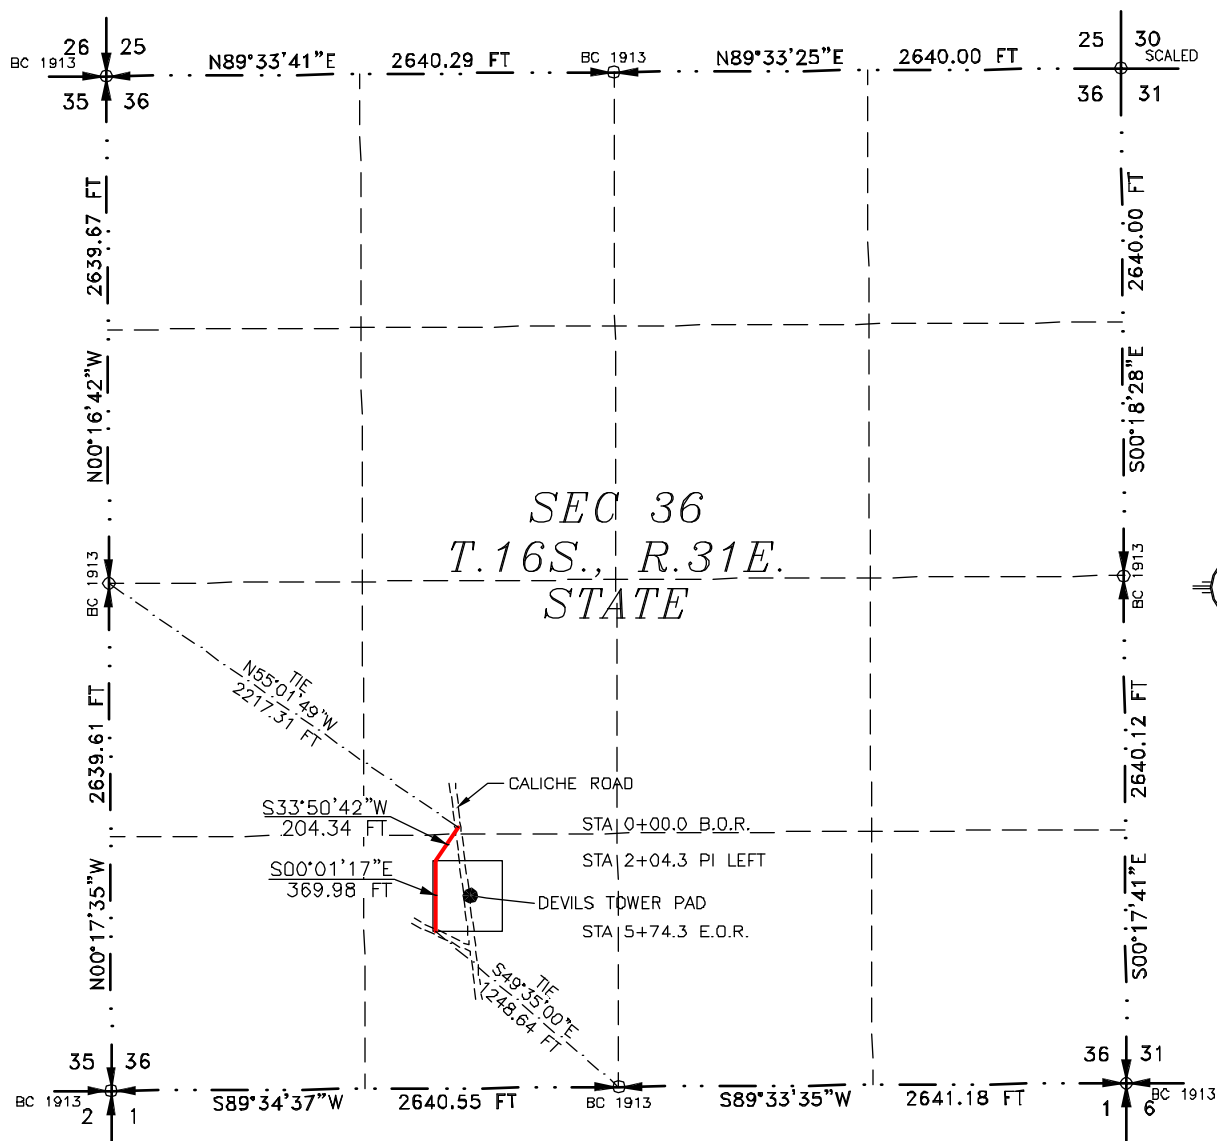 26 25
BC 1913
35 36
N89°33'41"E 2640.29 FT
BC 1913
N89°33'25"E 2640.00 FT
25 30
SCALED
36 31
2639.67 FT
N00°16'42"W
2640.00 FT
S00°18'28"E
SEC 36
T.16S., R.31E.
STATE
BC 1913
BC 1913
TIE
N55°01'49"W
2217.31 FT
2639.61 FT
N00°17'35"W
2640.12 FT
S00°17'41"E
CALICHE ROAD
S33°50'42"W
204.34 FT
STA 0+00.0 B.O.R.
STA 2+04.3 PI LEFT
S00°01'17"E
369.98 FT
DEVILS TOWER PAD
STA 5+74.3 E.O.R.
TIE
S49°35'00"E
1248.64 FT
35 36
BC 1913
2 1
S89°34'37"W 2640.55 FT
BC 1913
S89°33'35"W 2641.18 FT
36 31
BC 1913
1 6